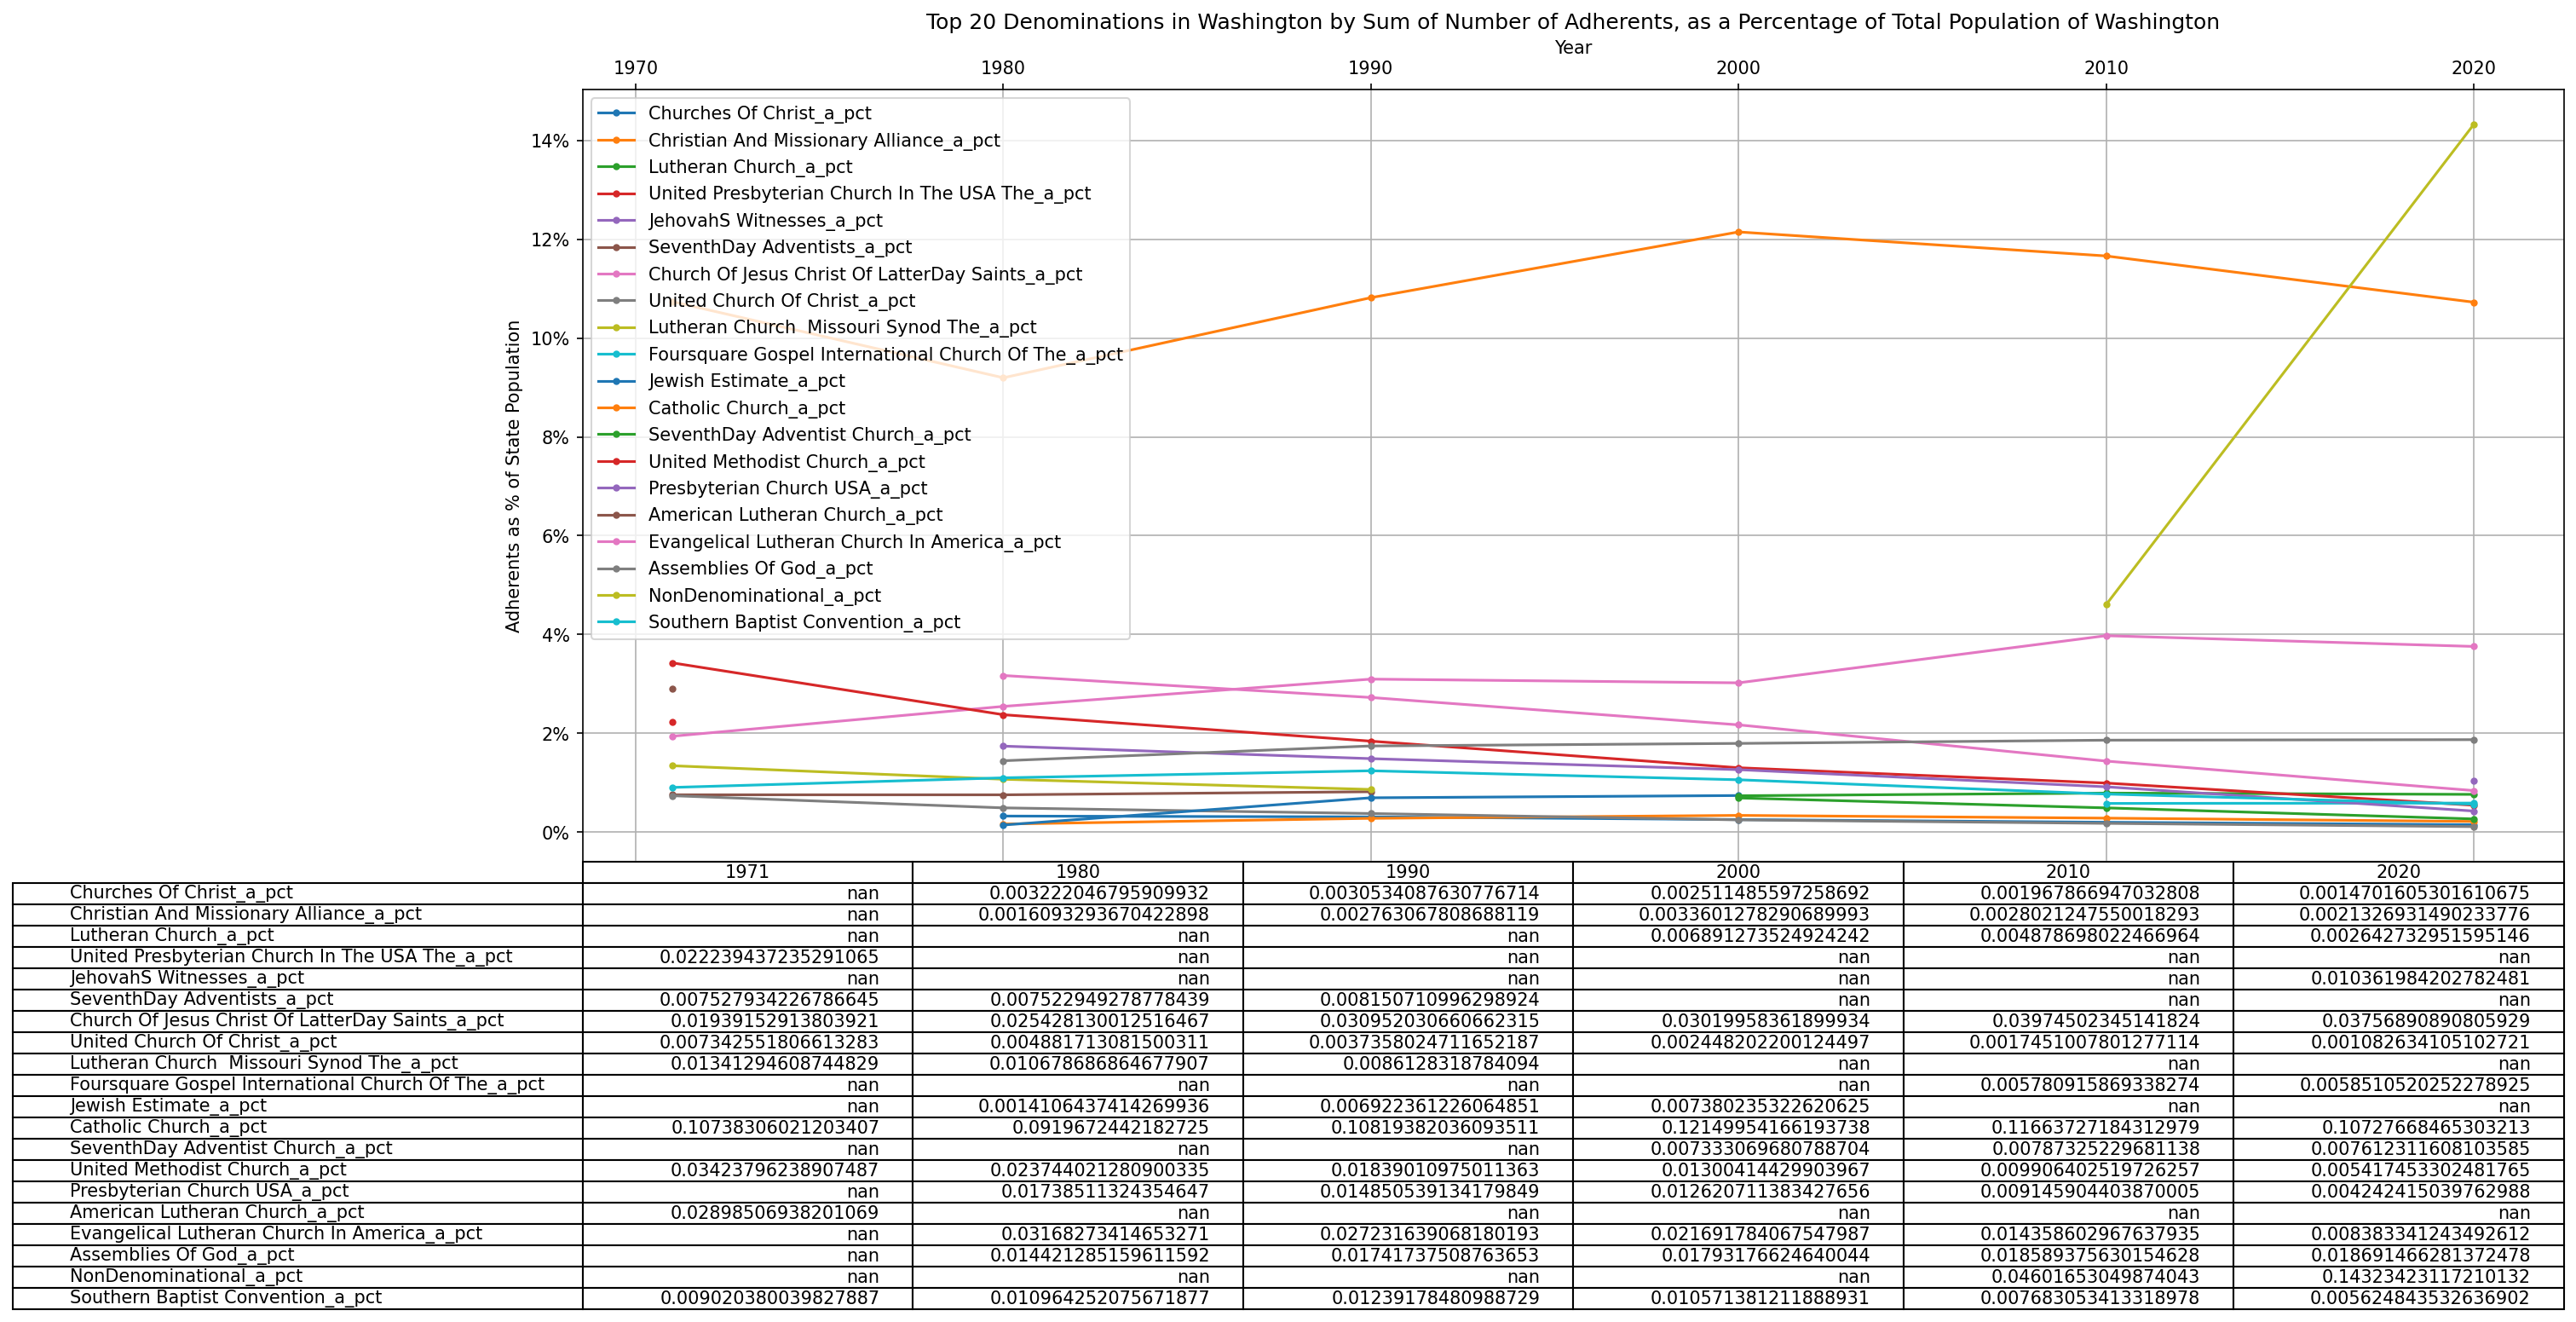 Top 20 Denominations in Washington by Sum of Number of Adherents, as a Percentage of Total Population of Washington
Year
1970 1980 1990 2000 2010 2020
Adherents as % of State Population
14%
12%
10%
8%
6%
4%
2%
0%
Churches Of Christ_a_pct
Christian And Missionary Alliance_a_pct
Lutheran Church_a_pct
United Presbyterian Church In The USA The_a_pct
JehovahS Witnesses_a_pct
SeventhDay Adventists_a_pct
Church Of Jesus Christ Of LatterDay Saints_a_pct
United Church Of Christ_a_pct
Lutheran Church  Missouri Synod The_a_pct
Foursquare Gospel International Church Of The_a_pct
Jewish Estimate_a_pct
Catholic Church_a_pct
SeventhDay Adventist Church_a_pct
United Methodist Church_a_pct
Presbyterian Church USA_a_pct
American Lutheran Church_a_pct
Evangelical Lutheran Church In America_a_pct
Assemblies Of God_a_pct
NonDenominational_a_pct
Southern Baptist Convention_a_pct
1971 1980 1990 2000 2010 2020
Churches Of Christ_a_pct nan 0.003222046795909932 0.0030534087630776714 0.002511485597258692 0.001967866947032808 0.0014701605301610675
Christian And Missionary Alliance_a_pct nan 0.0016093293670422898 0.002763067808688119 0.0033601278290689993 0.0028021247550018293 0.0021326931490233776
Lutheran Church_a_pct nan nan nan 0.006891273524924242 0.004878698022466964 0.002642732951595146
United Presbyterian Church In The USA The_a_pct 0.022239437235291065 nan nan nan nan nan
JehovahS Witnesses_a_pct nan nan nan nan nan 0.010361984202782481
SeventhDay Adventists_a_pct 0.007527934226786645 0.007522949278778439 0.008150710996298924 nan nan nan
Church Of Jesus Christ Of LatterDay Saints_a_pct 0.01939152913803921 0.025428130012516467 0.030952030660662315 0.03019958361899934 0.03974502345141824 0.03756890890805929
United Church Of Christ_a_pct 0.007342551806613283 0.004881713081500311 0.0037358024711652187 0.002448202200124497 0.0017451007801277114 0.001082634105102721
Lutheran Church  Missouri Synod The_a_pct 0.01341294608744829 0.010678686864677907 0.0086128318784094 nan nan nan
Foursquare Gospel International Church Of The_a_pct nan nan nan nan 0.005780915869338274 0.0058510520252278925
Jewish Estimate_a_pct nan 0.0014106437414269936 0.006922361226064851 0.007380235322620625 nan nan
Catholic Church_a_pct 0.10738306021203407 0.0919672442182725 0.10819382036093511 0.12149954166193738 0.11663727184312979 0.10727668465303213
SeventhDay Adventist Church_a_pct nan nan nan 0.007333069680788704 0.00787325229681138 0.007612311608103585
United Methodist Church_a_pct 0.03423796238907487 0.023744021280900335 0.01839010975011363 0.01300414429903967 0.009906402519726257 0.005417453302481765
Presbyterian Church USA_a_pct nan 0.01738511324354647 0.014850539134179849 0.012620711383427656 0.009145904403870005 0.004242415039762988
American Lutheran Church_a_pct 0.02898506938201069 nan nan nan nan nan
Evangelical Lutheran Church In America_a_pct nan 0.03168273414653271 0.027231639068180193 0.021691784067547987 0.014358602967637935 0.008383341243492612
Assemblies Of God_a_pct nan 0.014421285159611592 0.01741737508763653 0.01793176624640044 0.018589375630154628 0.018691466281372478
NonDenominational_a_pct nan nan nan nan 0.04601653049874043 0.14323423117210132
Southern Baptist Convention_a_pct 0.009020380039827887 0.010964252075671877 0.01239178480988729 0.010571381211888931 0.007683053413318978 0.005624843532636902